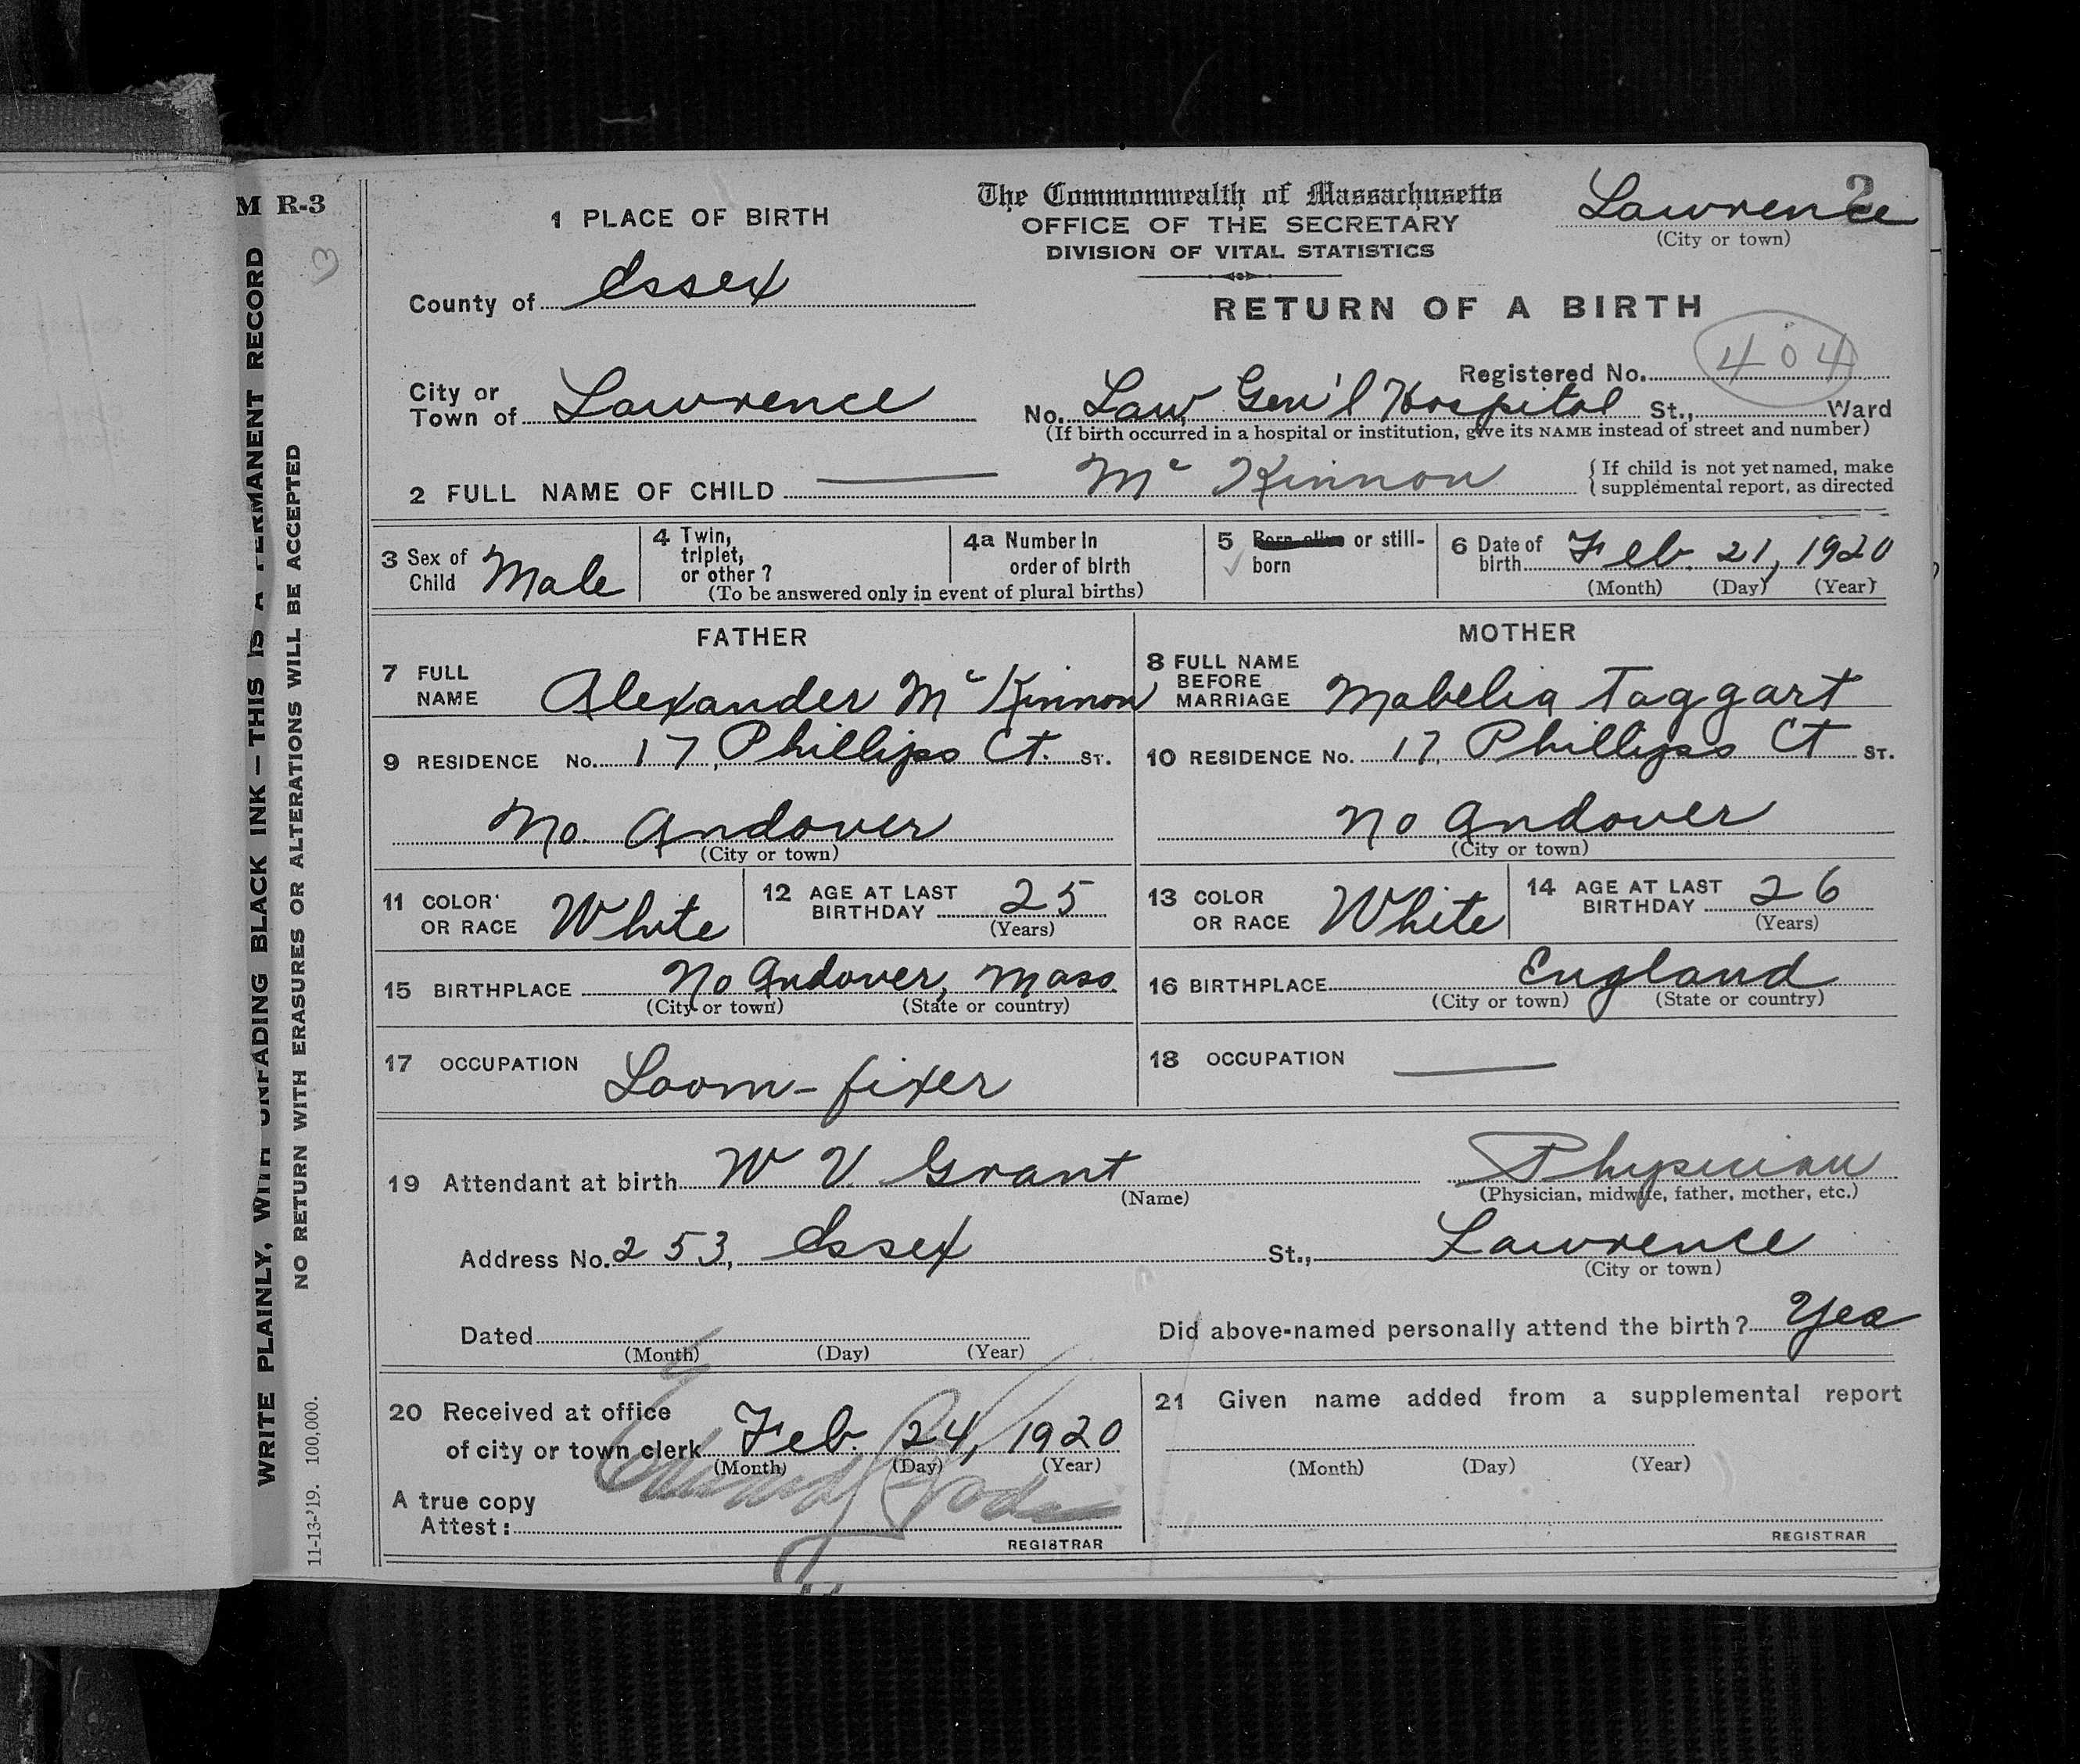 M R-3
WRITE PLAINLY, WITH UNFADING BLACK INK — THIS IS A PERMANENT RECORD
NO RETURN WITH ERASURES OR ALTERATIONS WILL BE ACCEPTED
11-13-'19. 100,000.
3
The Commonwealth of Massachusetts
OFFICE OF THE SECRETARY
DIVISION OF VITAL STATISTICS
Lawrence 2
(City or town)
1 PLACE OF BIRTH
County of Essex
RETURN OF A BIRTH
Registered No. 404
City or Town of Lawrence No. Law, Gen'l Hospital St., Ward
(If birth occurred in a hospital or institution, give its NAME instead of street and number)
2 FULL NAME OF CHILD — Mc Kinnon {If child is not yet named, make
supplemental report, as directed
3 Sex of Child Male
4 Twin, triplet, or other?
4a Number in order of birth
(To be answered only in event of plural births)
5 Born alive or still-born ✓
6 Date of birth Feb. 21, 1920
(Month) (Day) (Year)
FATHER
MOTHER
7 FULL NAME Alexander Mc Kinnon
8 FULL NAME BEFORE MARRIAGE Mabelia Taggart
9 RESIDENCE No. 17, Phillips Ct. ST.
10 RESIDENCE No. 17, Phillips Ct ST.
No. Andover
(City or town)
No Andover
(City or town)
11 COLOR OR RACE White
12 AGE AT LAST BIRTHDAY 25
(Years)
13 COLOR OR RACE White
14 AGE AT LAST BIRTHDAY 26
(Years)
15 BIRTHPLACE No Andover, Mass
(City or town) (State or country)
16 BIRTHPLACE England
(City or town) (State or country)
17 OCCUPATION Loom-fixer
18 OCCUPATION —
19 Attendant at birth W V. Grant Physician
(Name) (Physician, midwife, father, mother, etc.)
Address No. 253, Essex St., Lawrence
(City or town)
Dated
(Month) (Day) (Year)
Did above-named personally attend the birth? Yes
20 Received at office
of city or town clerk Feb. 24, 1920
(Month) (Day) (Year)
A true copy
Attest:
REGISTRAR
21 Given name added from a supplemental report
(Month) (Day) (Year)
REGISTRAR